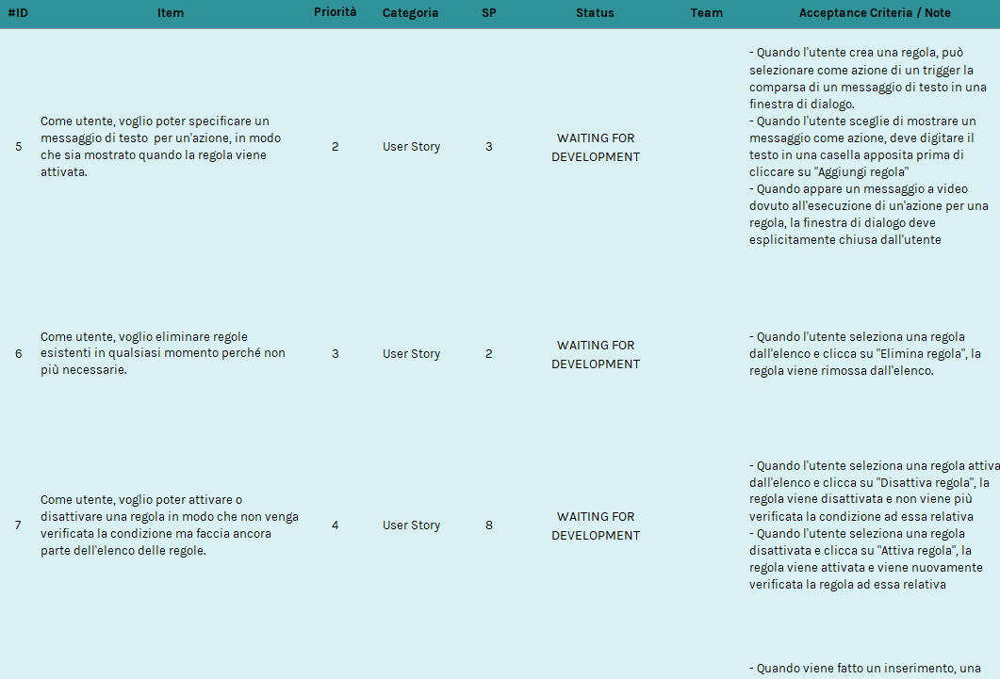 #ID Item Priorità Categoria SP Status Team Acceptance Criteria / Note
5
Come utente, voglio poter specificare un
messaggio di testo  per un'azione, in modo
che sia mostrato quando la regola viene
attivata.
2
User Story
3
WAITING FOR
DEVELOPMENT
- Quando l'utente crea una regola, può
selezionare come azione di un trigger la
comparsa di un messaggio di testo in una
finestra di dialogo.
- Quando l'utente sceglie di mostrare un
messaggio come azione, deve digitare il
testo in una casella apposita prima di
cliccare su "Aggiungi regola"
- Quando appare un messaggio a video
dovuto all'esecuzione di un'azione per una
regola, la finestra di dialogo deve
esplicitamente chiusa dall'utente
6
Come utente, voglio eliminare regole
esistenti in qualsiasi momento perché non
più necessarie.
3
User Story
2
WAITING FOR
DEVELOPMENT
- Quando l'utente seleziona una regola
dall'elenco e clicca su "Elimina regola", la
regola viene rimossa dall'elenco.
7
Come utente, voglio poter attivare o
disattivare una regola in modo che non venga
verificata la condizione ma faccia ancora
parte dell'elenco delle regole.
4
User Story
8
WAITING FOR
DEVELOPMENT
- Quando l'utente seleziona una regola attiva
dall'elenco e clicca su "Disattiva regola", la
regola viene disattivata e non viene più
verificata la condizione ad essa relativa
- Quando l'utente seleziona una regola
disattivata e clicca su "Attiva regola", la
regola viene attivata e viene nuovamente
verificata la regola ad essa relativa
- Quando viene fatto un inserimento, una